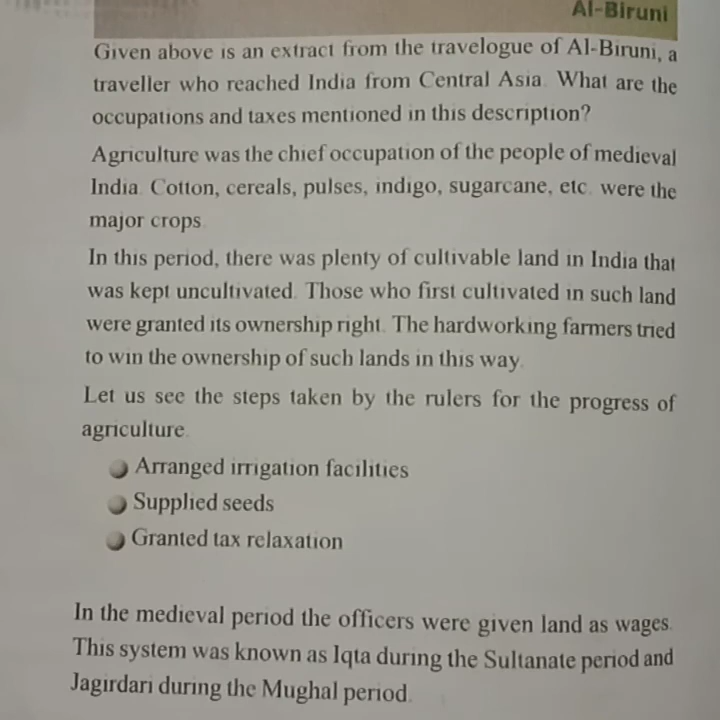 Al-Biruni
Given above is an extract from the travelogue of Al-Biruni, a
traveller who reached India from Central Asia. What are the
occupations and taxes mentioned in this description?
Agriculture was the chief occupation of the people of medieval
India. Cotton, cereals, pulses, indigo, sugarcane, etc. were the
major crops.
In this period, there was plenty of cultivable land in India that
was kept uncultivated. Those who first cultivated in such land
were granted its ownership right. The hardworking farmers tried
to win the ownership of such lands in this way.
Let us see the steps taken by the rulers for the progress of
agriculture.
Arranged irrigation facilities
Supplied seeds
Granted tax relaxation
In the medieval period the officers were given land as wages.
This system was known as Iqta during the Sultanate period and
Jagirdari during the Mughal period.